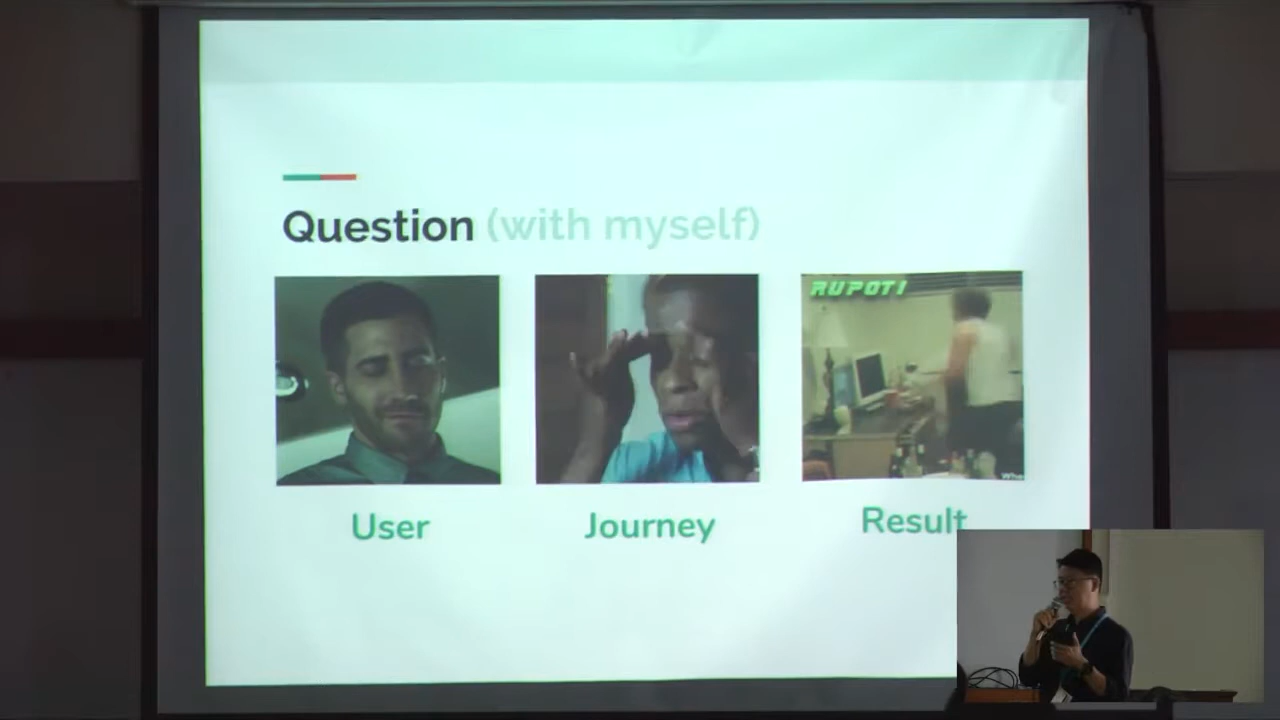 Question (with myself)
RUPOTI
User
Journey
Result